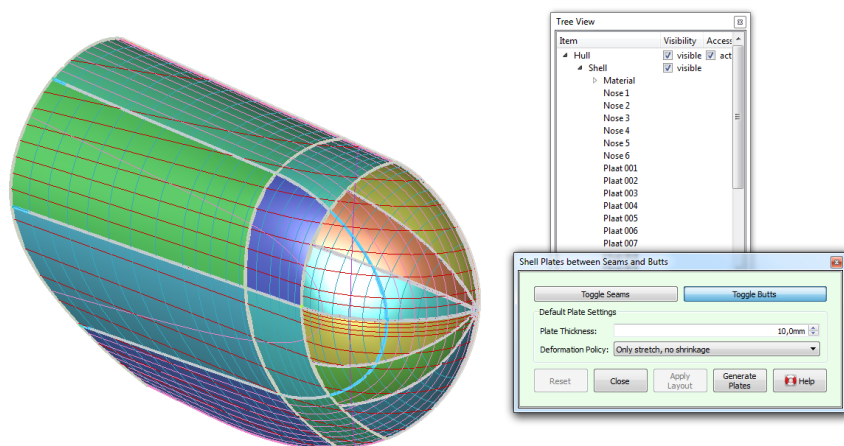 Tree View
Item Visibility Access
Hull visible act
Shell visible
Material
Nose 1
Nose 2
Nose 3
Nose 4
Nose 5
Nose 6
Plaat 001
Plaat 002
Plaat 003
Plaat 004
Plaat 005
Plaat 006
Plaat 007
Shell Plates between Seams and Butts
Toggle Seams Toggle Butts
Default Plate Settings
Plate Thickness: 10,0mm
Deformation Policy: Only stretch, no shrinkage
Reset Close Apply Layout Generate Plates Help